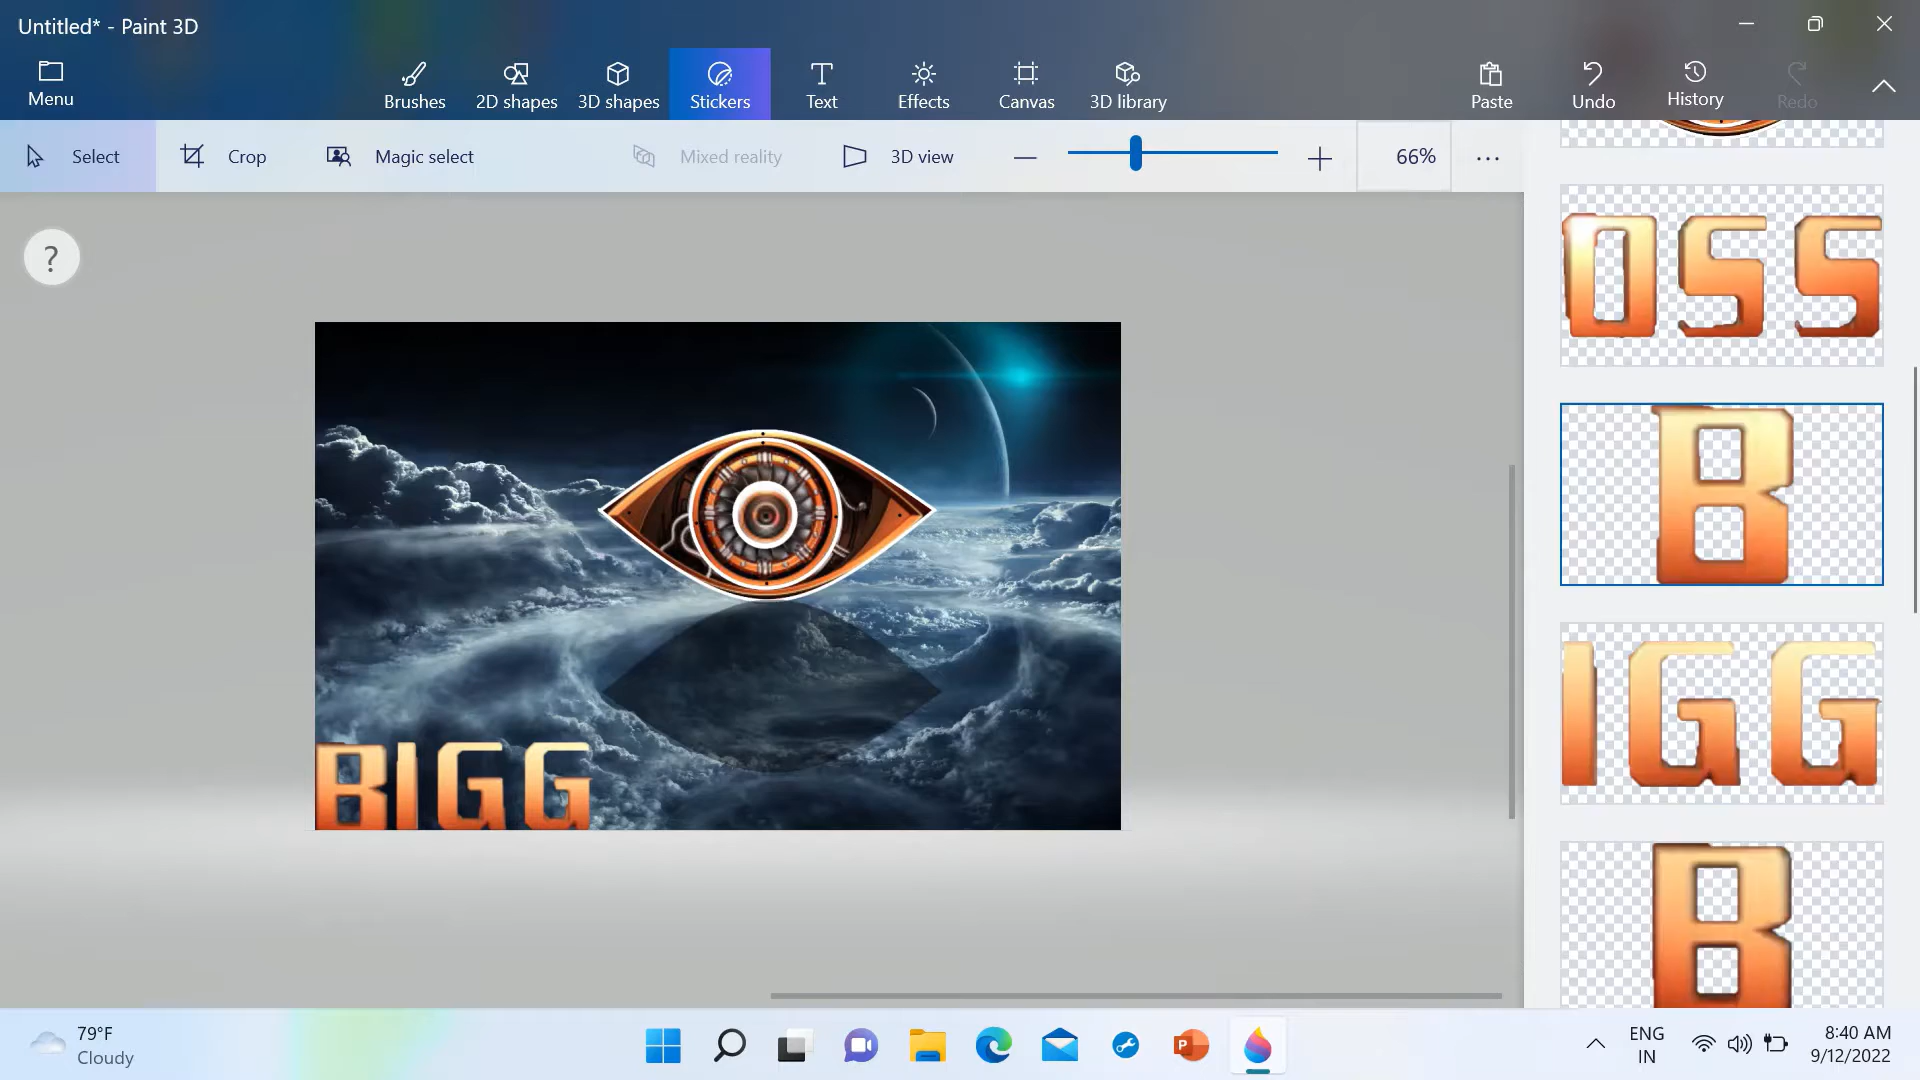 Untitled* - Paint 3D
Menu
Brushes
2D shapes
3D shapes
Stickers
Text
Effects
Canvas
3D library
Paste
Undo
History
Redo
Select
Crop
Magic select
Mixed reality
3D view
66%
?
OSS
B
IGG
B
BIGG
79°F
Cloudy
P
ENG
IN
8:40 AM
9/12/2022